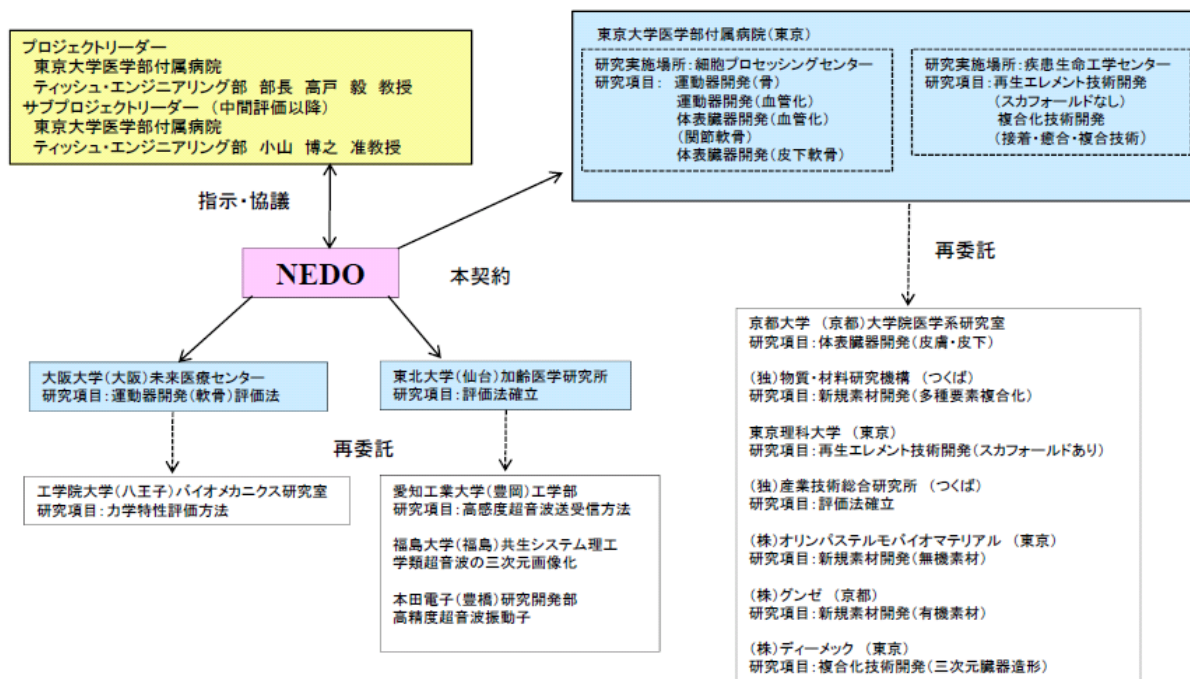 プロジェクトリーダー
東京大学医学部付属病院
ティッシュ・エンジニアリング部 部長 高戸 毅 教授
サブプロジェクトリーダー （中間評価以降）
東京大学医学部付属病院
ティッシュ・エンジニアリング部 小山 博之 准教授
東京大学医学部付属病院（東京）
研究実施場所：細胞プロセッシングセンター
研究項目： 運動器開発（骨）
運動器開発（血管化）
体表臓器開発（血管化）
（関節軟骨）
体表臓器開発（皮下軟骨）
研究実施場所：疾患生命工学センター
研究項目：再生エレメント技術開発
（スカフォールドなし）
複合化技術開発
（接着・癒合・複合技術）
指示・協議
NEDO
本契約
再委託
大阪大学（大阪）未来医療センター
研究項目：運動器開発（軟骨）評価法
東北大学（仙台）加齢医学研究所
研究項目：評価法確立
再委託
工学院大学（八王子）バイオメカニクス研究室
研究項目：力学特性評価方法
愛知工業大学（豊岡）工学部
研究項目：高感度超音波送受信方法
福島大学（福島）共生システム理工
学類超音波の三次元画像化
本田電子（豊橋）研究開発部
高精度超音波振動子
京都大学 （京都）大学院医学系研究室
研究項目：体表臓器開発（皮膚・皮下）
（独）物質・材料研究機構 （つくば）
研究項目：新規素材開発（多種要素複合化）
東京理科大学 （東京）
研究項目：再生エレメント技術開発（スカフォールドあり）
（独）産業技術総合研究所 （つくば）
研究項目：評価法確立
（株）オリンパステルモバイオマテリアル （東京）
研究項目：新規素材開発（無機素材）
（株）グンゼ （京都）
研究項目：新規素材開発（有機素材）
（株）ディーメック （東京）
研究項目：複合化技術開発（三次元臓器造形）